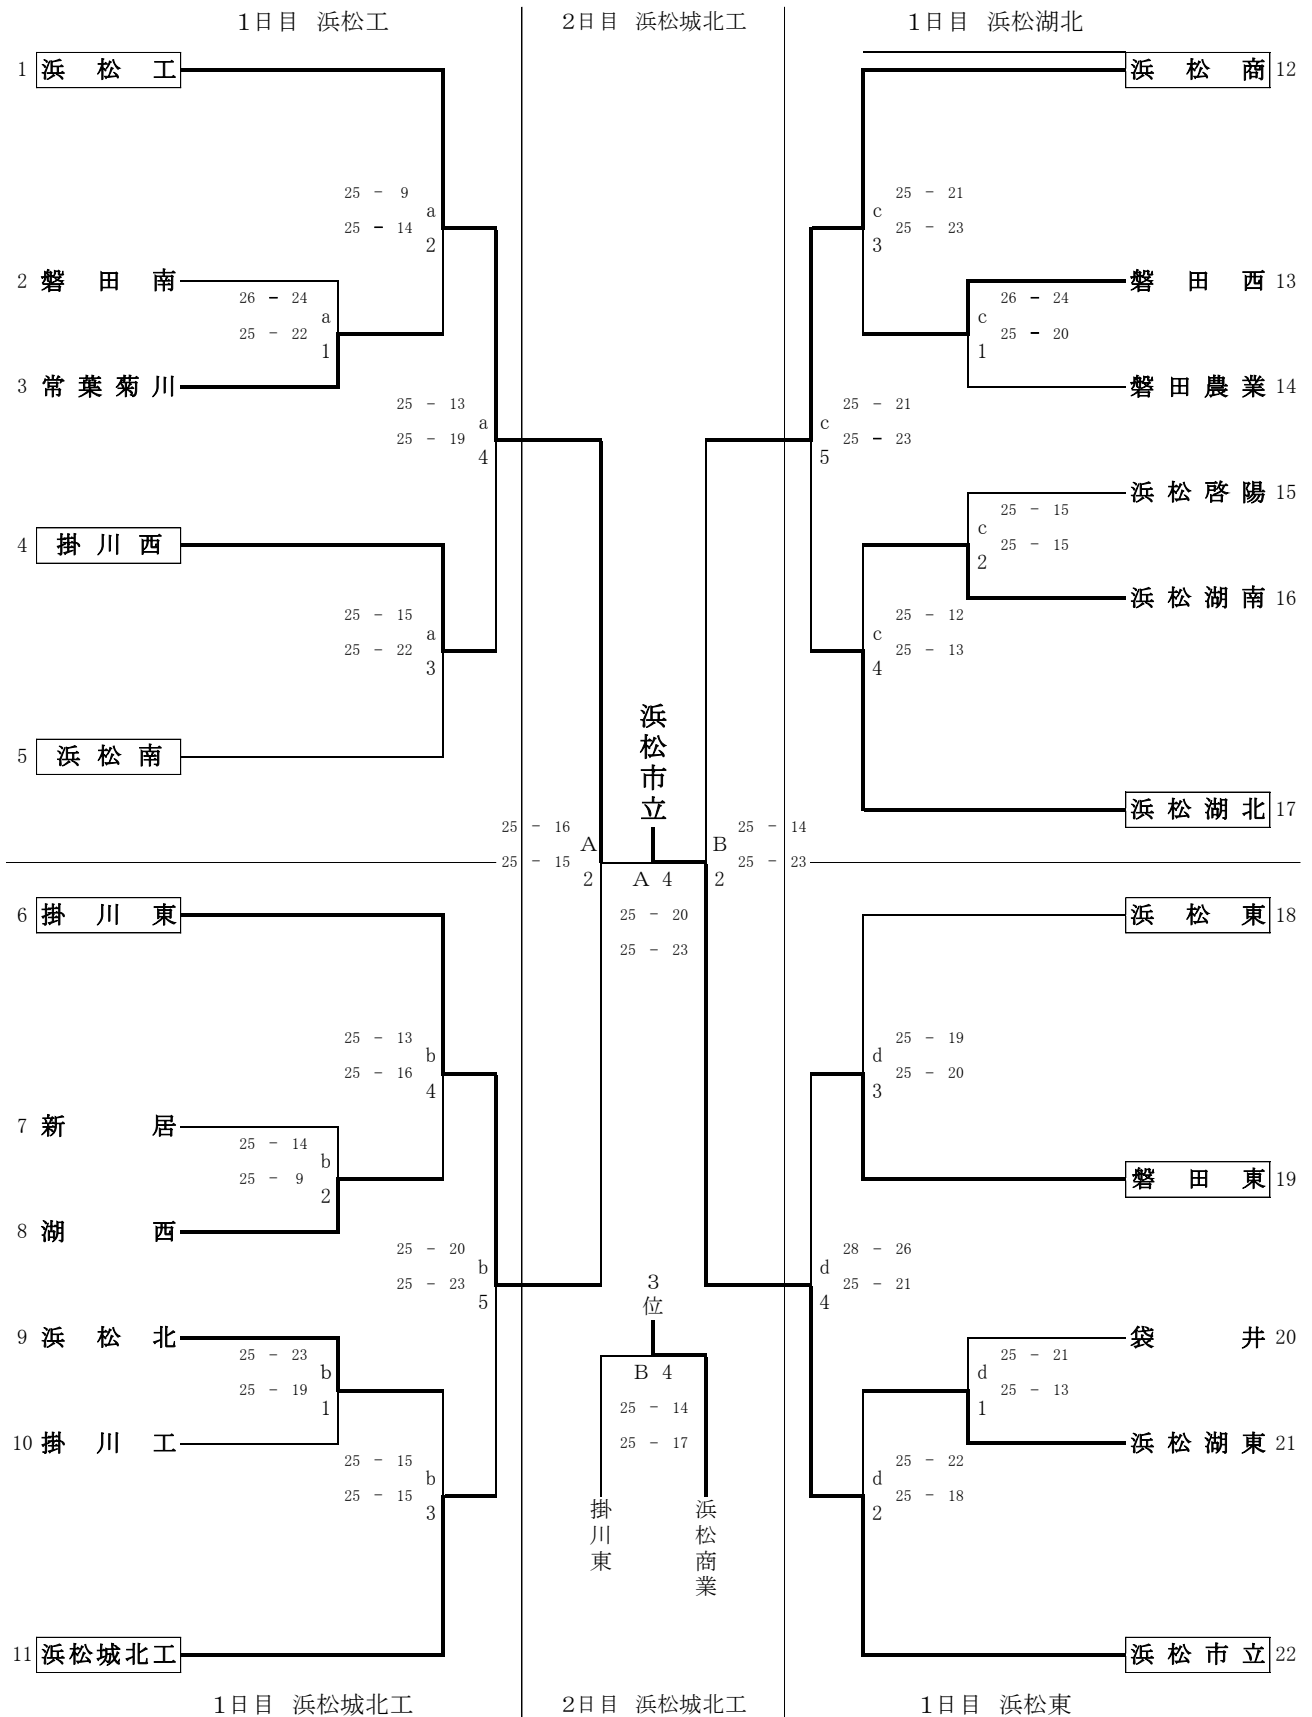 1日目 浜松工 2日目 浜松城北工 1日目 浜松湖北
1 浜松工
浜松商 12
25 － 9
25 － 14
a
2
25 － 21
25 － 23
c
3
2 磐田南
26 － 24
25 － 22
a
1
3 常葉菊川
磐田西 13
26 － 24
25 － 20
c
1
磐田農業 14
25 － 13
25 － 19
a
4
25 － 21
25 － 23
c
5
浜松啓陽 15
25 － 15
25 － 15
c
2
浜松湖南 16
4 掛川西
25 － 15
25 － 22
a
3
25 － 12
25 － 13
c
4
5 浜松南
浜松湖北 17
浜松市立
25 － 16
25 － 15
A
2
A 4
25 － 20
25 － 23
B
2
25 － 14
25 － 23
6 掛川東
浜松東 18
25 － 13
25 － 16
b
4
25 － 19
25 － 20
d
3
7 新居
25 － 14
25 － 9
b
2
8 湖西
磐田東 19
25 － 20
25 － 23
b
5
28 － 26
25 － 21
d
4
3位
B 4
25 － 14
25 － 17
掛川東
浜松商業
9 浜松北
25 － 23
25 － 19
b
1
10 掛川工
袋井 20
25 － 21
25 － 13
d
1
浜松湖東 21
25 － 15
25 － 15
b
3
25 － 22
25 － 18
d
2
11 浜松城北工
浜松市立 22
1日目 浜松城北工 2日目 浜松城北工 1日目 浜松東